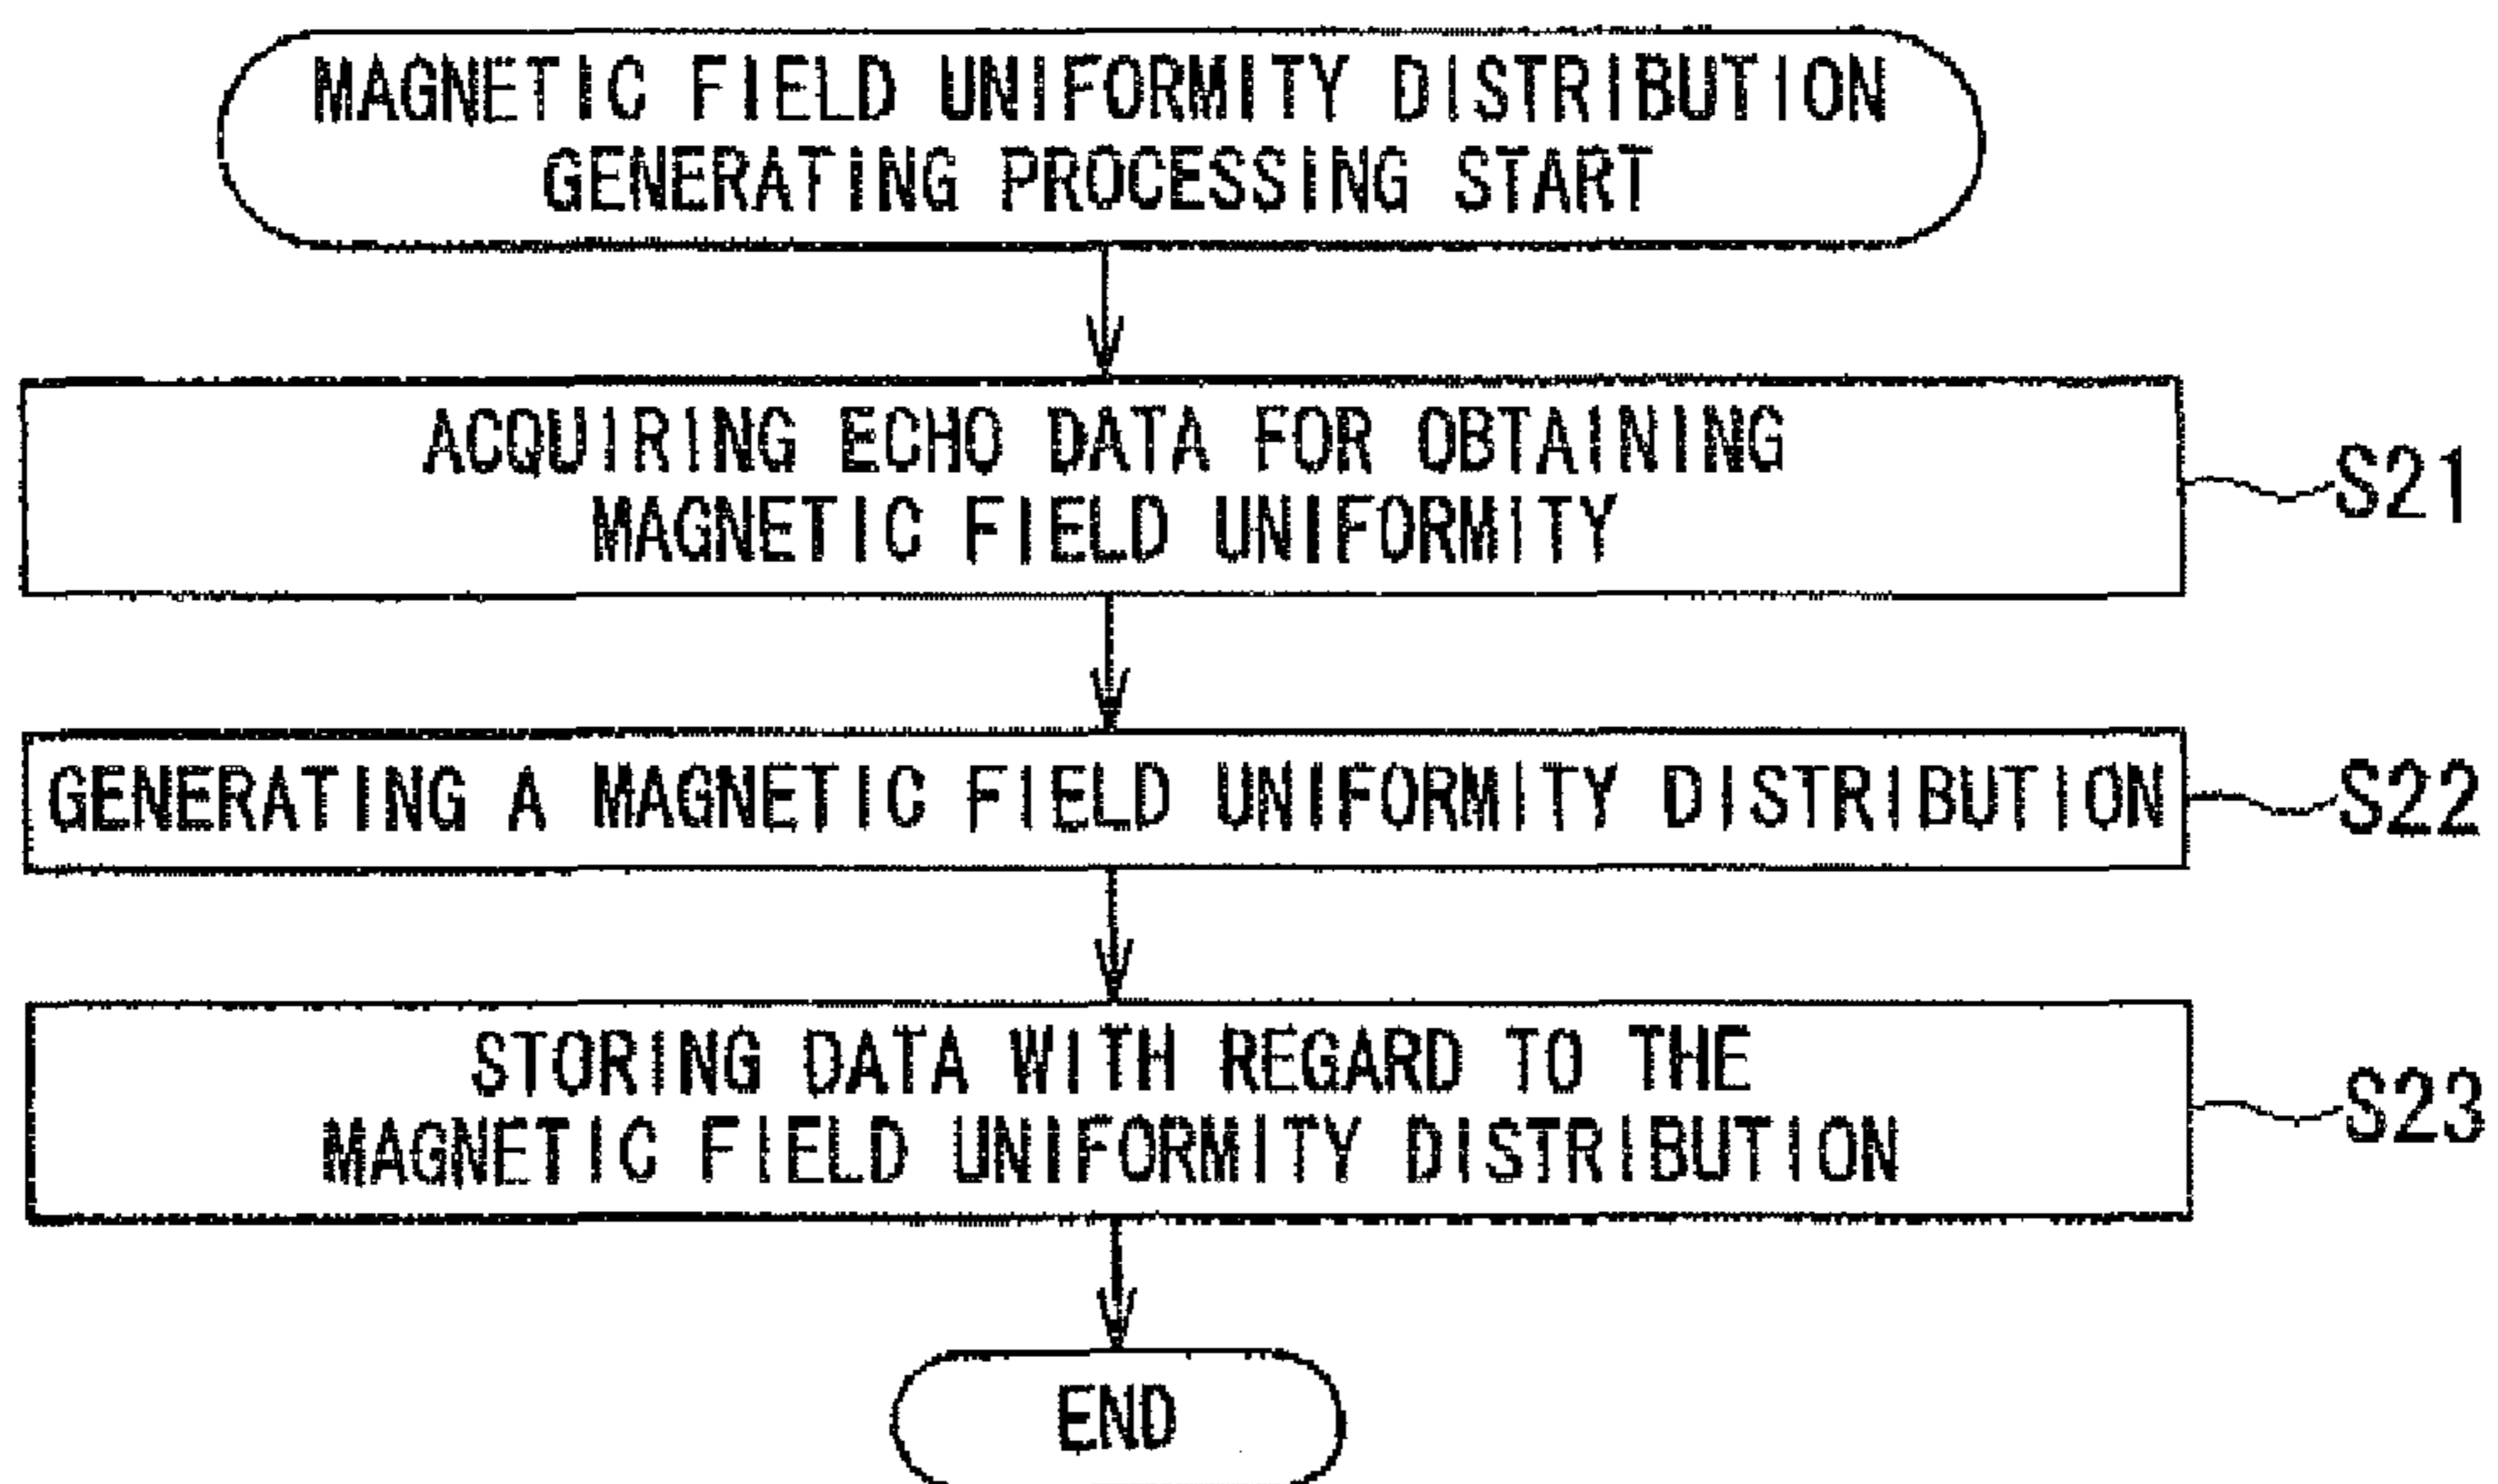 MAGNETIC FIELD UNIFORMITY DISTRIBUTION
GENERATING PROCESSING START
ACQUIRING ECHO DATA FOR OBTAINING
MAGNETIC FIELD UNIFORMITY
S21
GENERATING A MAGNETIC FIELD UNIFORMITY DISTRIBUTION
S22
STORING DATA WITH REGARD TO THE
MAGNETIC FIELD UNIFORMITY DISTRIBUTION
S23
END